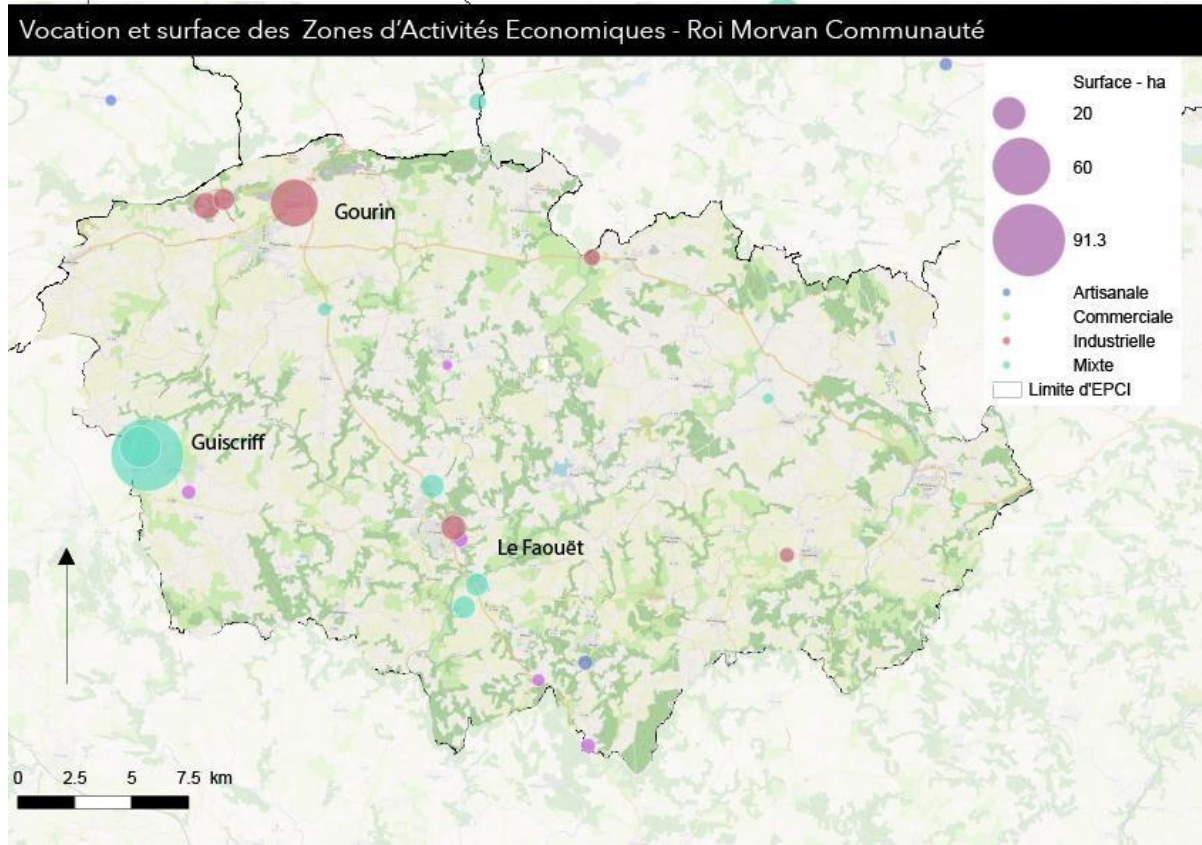 Vocation et surface des Zones d'Activités Economiques - Roi Morvan Communauté
Surface - ha
20
60
91.3
Artisanale
Commerciale
Industrielle
Mixte
Limite d'EPCI
Gourin
Guiscriff
Le Faouët
0 2.5 5 7.5 km